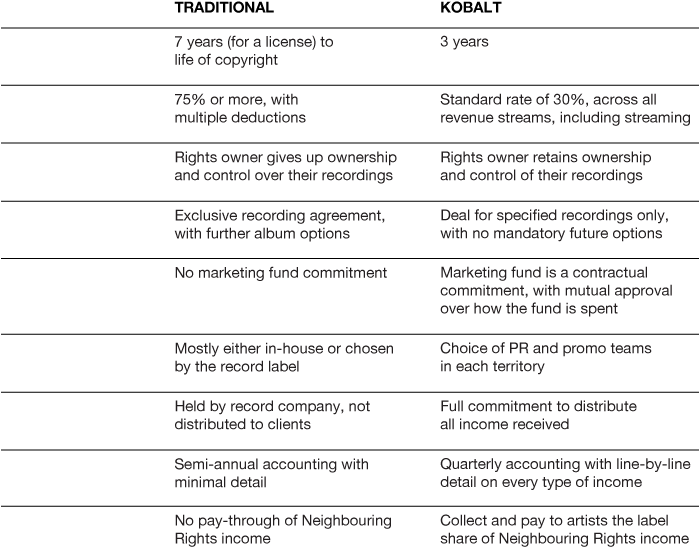 TRADITIONAL KOBALT
7 years (for a license) to
life of copyright
3 years
75% or more, with
multiple deductions
Standard rate of 30%, across all
revenue streams, including streaming
Rights owner gives up ownership
and control over their recordings
Rights owner retains ownership
and control of their recordings
Exclusive recording agreement,
with further album options
Deal for specified recordings only,
with no mandatory future options
No marketing fund commitment
Marketing fund is a contractual
commitment, with mutual approval
over how the fund is spent
Mostly either in-house or chosen
by the record label
Choice of PR and promo teams
in each territory
Held by record company, not
distributed to clients
Full commitment to distribute
all income received
Semi-annual accounting with
minimal detail
Quarterly accounting with line-by-line
detail on every type of income
No pay-through of Neighbouring
Rights income
Collect and pay to artists the label
share of Neighbouring Rights income